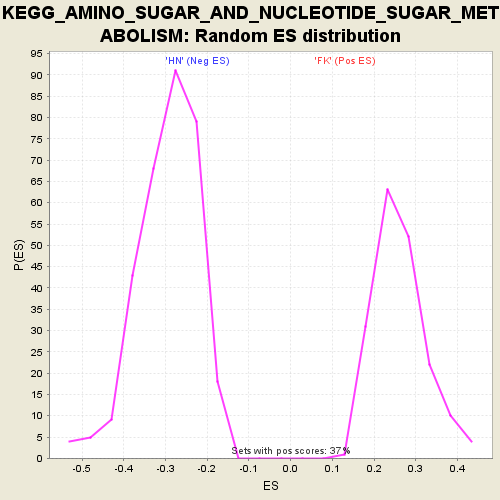 KEGG_AMINO_SUGAR_AND_NUCLEOTIDE_SUGAR_MET
ABOLISM: Random ES distribution
'HN' (Neg ES) 'FK' (Pos ES)
95
90
85
80
75
70
65
60
55
50
45
40
35
30
25
20
15
10
5
0
P(ES)
Sets with pos scores: 37%
-0.5 -0.4 -0.3 -0.2 -0.1 0.0 0.1 0.2 0.3 0.4
ES